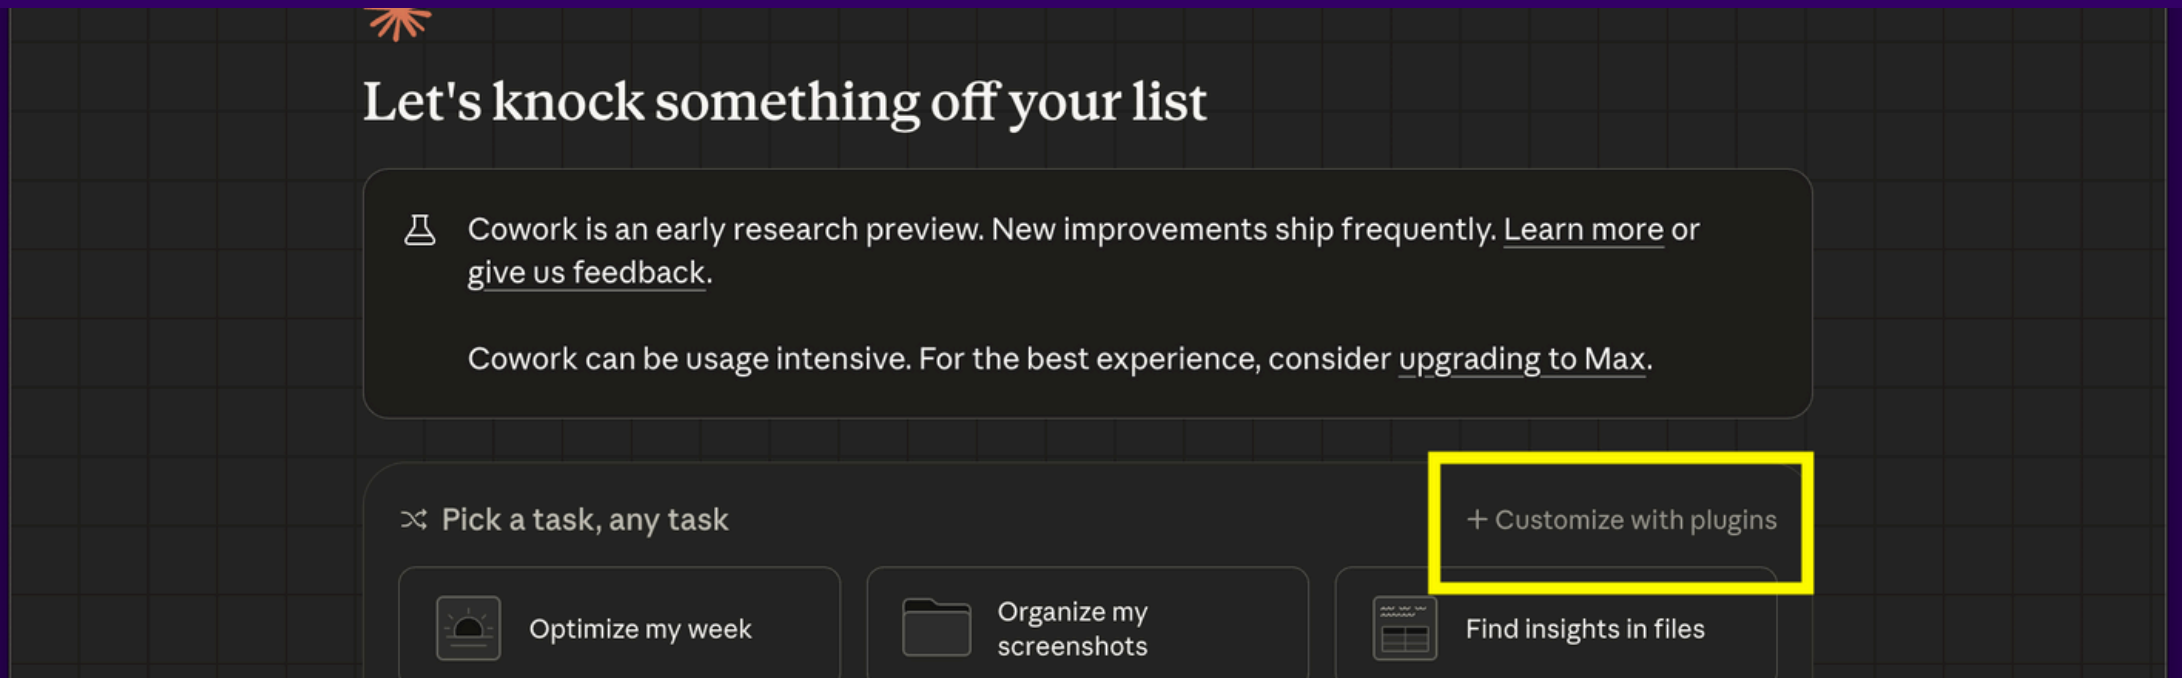 Let's knock something off your list
Cowork is an early research preview. New improvements ship frequently. Learn more or
give us feedback.
Cowork can be usage intensive. For the best experience, consider upgrading to Max.
Pick a task, any task
+ Customize with plugins
Optimize my week
Organize my
screenshots
Find insights in files